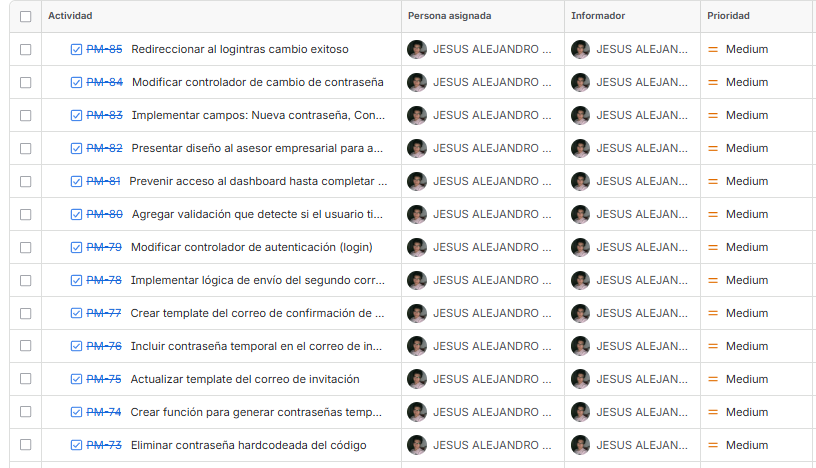 Actividad Persona asignada Informador Prioridad
PM-85 Redireccionar al logintras cambio exitoso JESUS ALEJANDRO ... JESUS ALEJAN... Medium
PM-84 Modificar controlador de cambio de contraseña JESUS ALEJANDRO ... JESUS ALEJAN... Medium
PM-83 Implementar campos: Nueva contraseña, Con... JESUS ALEJANDRO ... JESUS ALEJAN... Medium
PM-82 Presentar diseño al asesor empresarial para a... JESUS ALEJANDRO ... JESUS ALEJAN... Medium
PM-81 Prevenir acceso al dashboard hasta completar ... JESUS ALEJANDRO ... JESUS ALEJAN... Medium
PM-80 Agregar validación que detecte si el usuario ti... JESUS ALEJANDRO ... JESUS ALEJAN... Medium
PM-79 Modificar controlador de autenticación (login) JESUS ALEJANDRO ... JESUS ALEJAN... Medium
PM-78 Implementar lógica de envío del segundo corr... JESUS ALEJANDRO ... JESUS ALEJAN... Medium
PM-77 Crear template del correo de confirmación de ... JESUS ALEJANDRO ... JESUS ALEJAN... Medium
PM-76 Incluir contraseña temporal en el correo de in... JESUS ALEJANDRO ... JESUS ALEJAN... Medium
PM-75 Actualizar template del correo de invitación JESUS ALEJANDRO ... JESUS ALEJAN... Medium
PM-74 Crear función para generar contraseñas temp... JESUS ALEJANDRO ... JESUS ALEJAN... Medium
PM-73 Eliminar contraseña hardcodeada del código JESUS ALEJANDRO ... JESUS ALEJAN... Medium